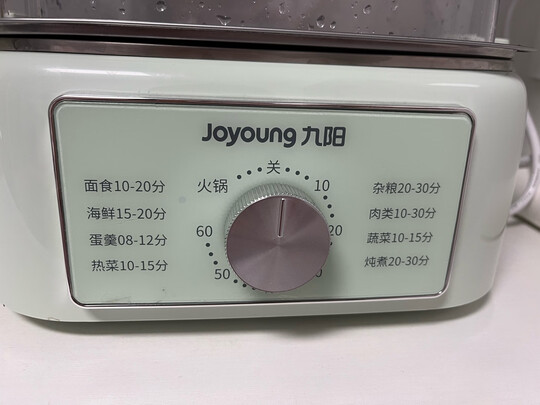 Joyoung 九阳
面食10-20分
海鲜15-20分
蛋羹08-12分
热菜10-15分
关
火锅
10
60
20
50
0
杂粮20-30分
肉类10-30分
蔬菜10-15分
炖煮20-30分